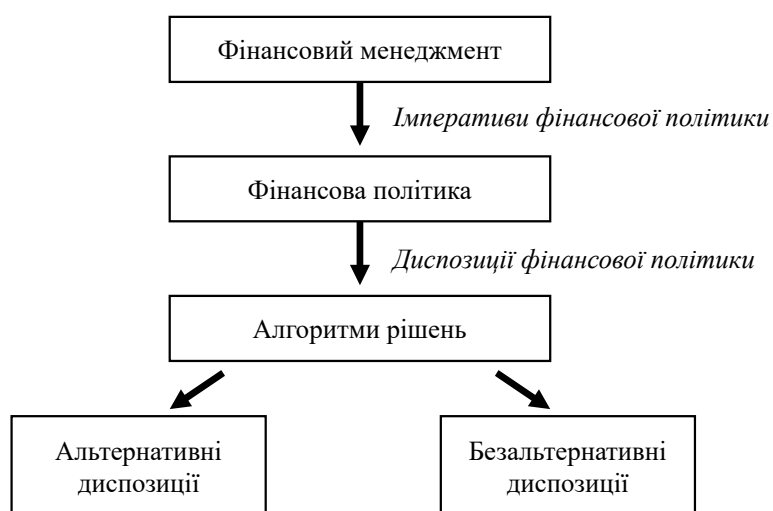 Фінансовий менеджмент
Імперативи фінансової політики
Фінансова політика
Диспозиції фінансової політики
Алгоритми рішень
Альтернативні
диспозиції
Безальтернативні
диспозиції